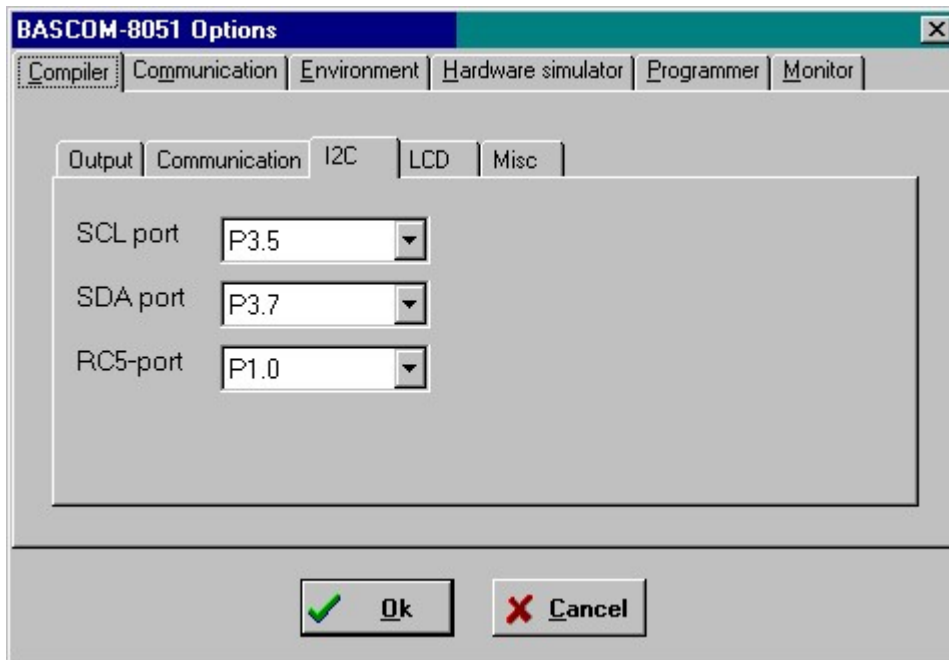 BASCOM-8051 Options
Compiler Communication Environment Hardware simulator Programmer Monitor
Output Communication I2C LCD Misc
SCL port P3.5
SDA port P3.7
RC5-port P1.0
Ok Cancel